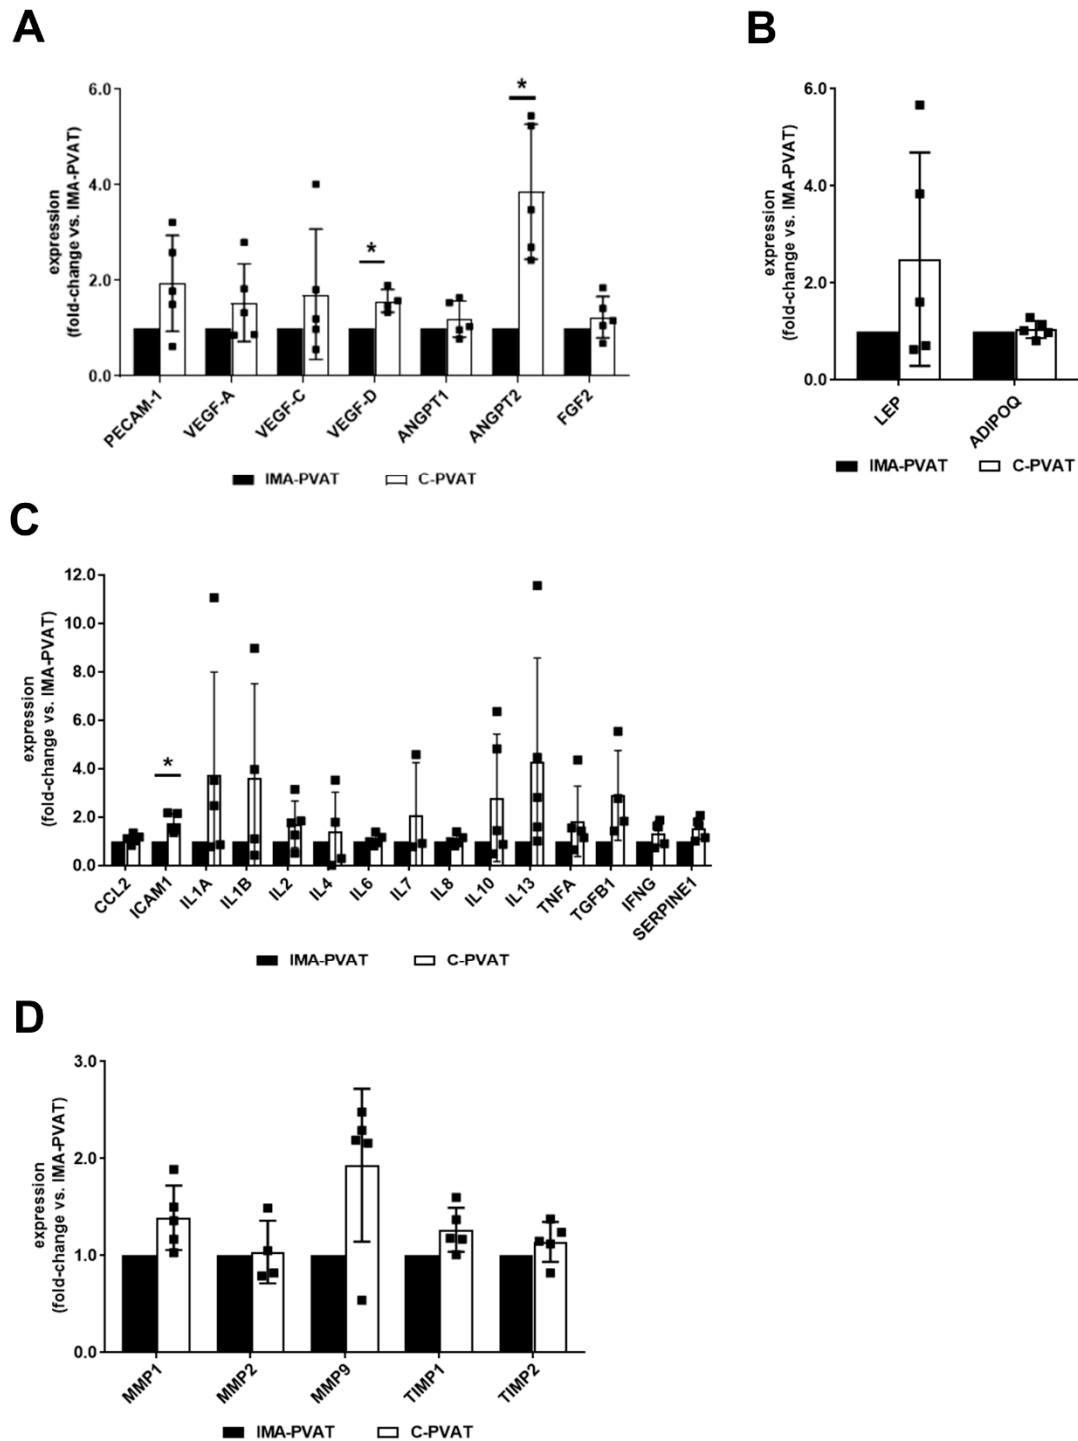 A
expression
(fold-change vs. IMA-PVAT)
6.0
4.0
2.0
0.0
*
*
PECAM-1
VEGF-A
VEGF-C
VEGF-D
ANGPT1
ANGPT2
FGF2
IMA-PVAT
C-PVAT
B
expression
(fold-change vs. IMA-PVAT)
6.0
4.0
2.0
0.0
LEP
ADIPOQ
IMA-PVAT
C-PVAT
C
expression
(fold-change vs. IMA-PVAT)
12.0
10.0
8.0
6.0
4.0
2.0
0.0
*
CCL2
ICAM1
IL1A
IL1B
IL2
IL4
IL6
IL7
IL8
IL10
IL13
TNFA
TGFB1
IFNG
SERPINE1
IMA-PVAT
C-PVAT
D
expression
(fold-change vs. IMA-PVAT)
3.0
2.0
1.0
0.0
MMP1
MMP2
MMP9
TIMP1
TIMP2
IMA-PVAT
C-PVAT